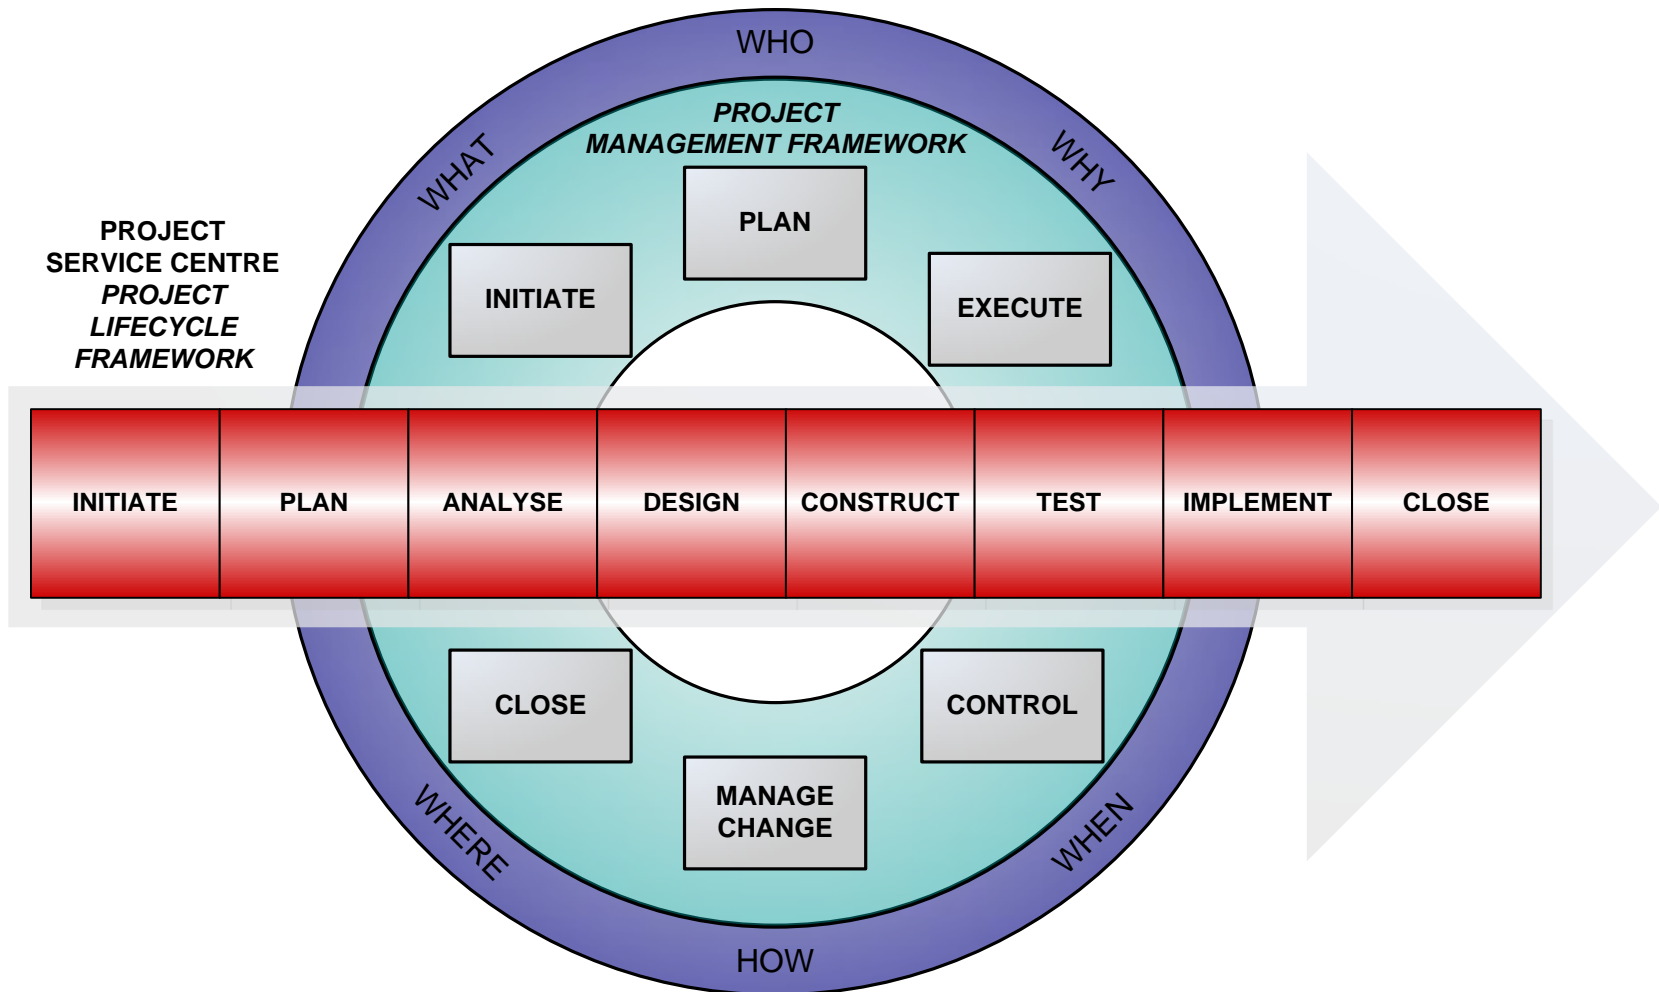 WHO
PROJECT
MANAGEMENT FRAMEWORK
WHAT
WHY
PLAN
PROJECT
SERVICE CENTRE
PROJECT
LIFECYCLE
FRAMEWORK
INITIATE
EXECUTE
INITIATE
PLAN
ANALYSE
DESIGN
CONSTRUCT
TEST
IMPLEMENT
CLOSE
CLOSE
CONTROL
MANAGE
CHANGE
WHERE
WHEN
HOW